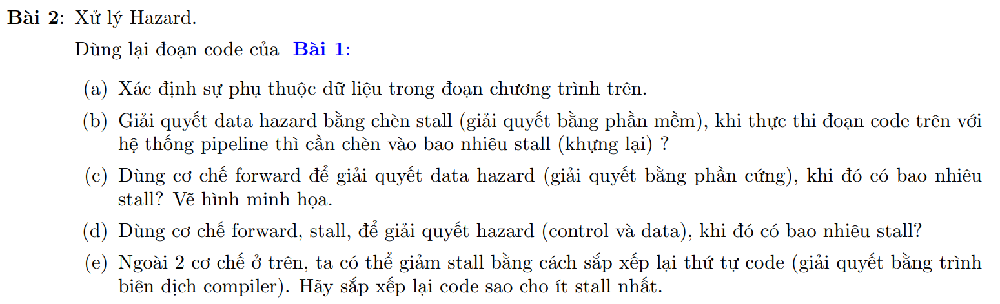 Bài 2: Xử lý Hazard.
Dùng lại đoạn code của Bài 1:
(a) Xác định sự phụ thuộc dữ liệu trong đoạn chương trình trên.
(b) Giải quyết data hazard bằng chèn stall (giải quyết bằng phần mềm), khi thực thi đoạn code trên với
hệ thống pipeline thì cần chèn vào bao nhiêu stall (khựng lại) ?
(c) Dùng cơ chế forward để giải quyết data hazard (giải quyết bằng phần cứng), khi đó có bao nhiêu
stall? Vẽ hình minh họa.
(d) Dùng cơ chế forward, stall, để giải quyết hazard (control và data), khi đó có bao nhiêu stall?
(e) Ngoài 2 cơ chế ở trên, ta có thể giảm stall bằng cách sắp xếp lại thứ tự code (giải quyết bằng trình
biên dịch compiler). Hãy sắp xếp lại code sao cho ít stall nhất.